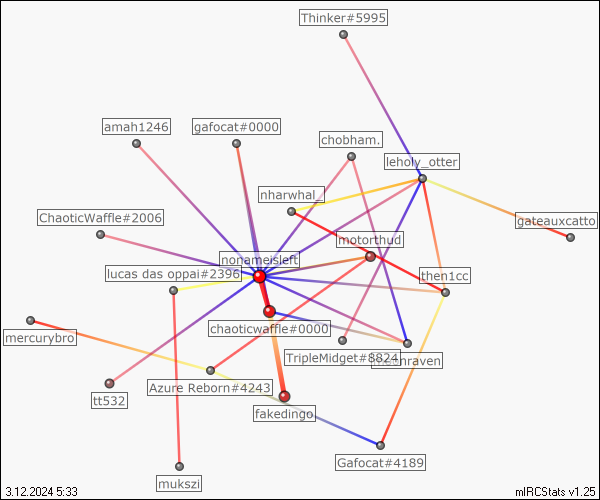 Thinker#5995
amah1246
gafocat#0000
chobham.
leholy_otter
nharwhal_
ChaoticWaffle#2006
gateauxcatto
motorthud
nonameisleft
lucas das oppai#2396
then1cc
chaoticwaffle#0000
mercurybro
TripleMidget#8824
Azure Reborn#4243
tt532
fakedingo
Gafocat#4189
mukszi
3.12.2024 5:33
mIRCStats v1.25